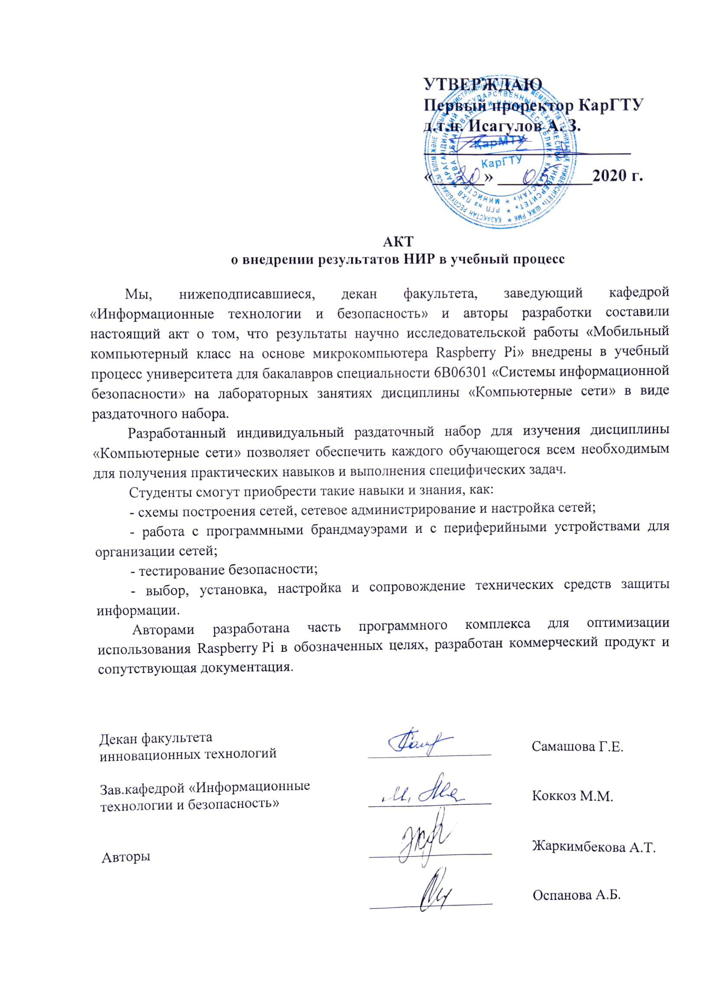 УТВЕРЖДАЮ
Первый проректор КарГТУ
д.т.н. Исагулов А. З.
ҚарМТУ
КарГТУ
« » 05 2020 г.
АКТ
о внедрении результатов НИР в учебный процесс
Мы, нижеподписавшиеся, декан факультета, заведующий кафедрой
«Информационные технологии и безопасность» и авторы разработки составили
настоящий акт о том, что результаты научно исследовательской работы «Мобильный
компьютерный класс на основе микрокомпьютера Raspberry Pi» внедрены в учебный
процесс университета для бакалавров специальности 6В06301 «Системы информационной
безопасности» на лабораторных занятиях дисциплины «Компьютерные сети» в виде
раздаточного набора.
Разработанный индивидуальный раздаточный набор для изучения дисциплины
«Компьютерные сети» позволяет обеспечить каждого обучающегося всем необходимым
для получения практических навыков и выполнения специфических задач.
Студенты смогут приобрести такие навыки и знания, как:
- схемы построения сетей, сетевое администрирование и настройка сетей;
- работа с программными брандмауэрами и с периферийными устройствами для
организации сетей;
- тестирование безопасности;
- выбор, установка, настройка и сопровождение технических средств защиты
информации.
Авторами разработана часть программного комплекса для оптимизации
использования Raspberry Pi в обозначенных целях, разработан коммерческий продукт и
сопутствующая документация.
Декан факультета
инновационных технологий
Самашова Г.Е.
Зав.кафедрой «Информационные
технологии и безопасность»
Коккоз М.М.
Авторы
Жаркимбекова А.Т.
Оспанова А.Б.